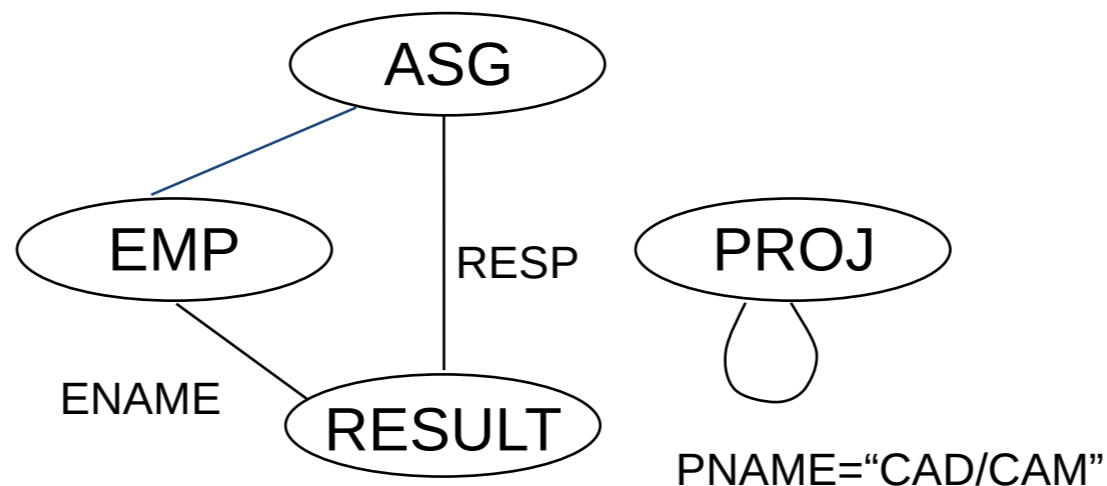 ASG
EMP
RESP
PROJ
ENAME
RESULT
PNAME=“CAD/CAM”